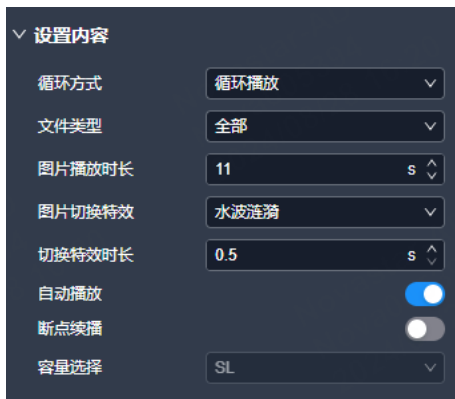 设置内容
循环方式 循环播放
文件类型 全部
图片播放时长 11 s
图片切换特效 水波涟漪
切换特效时长 0.5 s
自动播放
断点续播
容量选择 SL